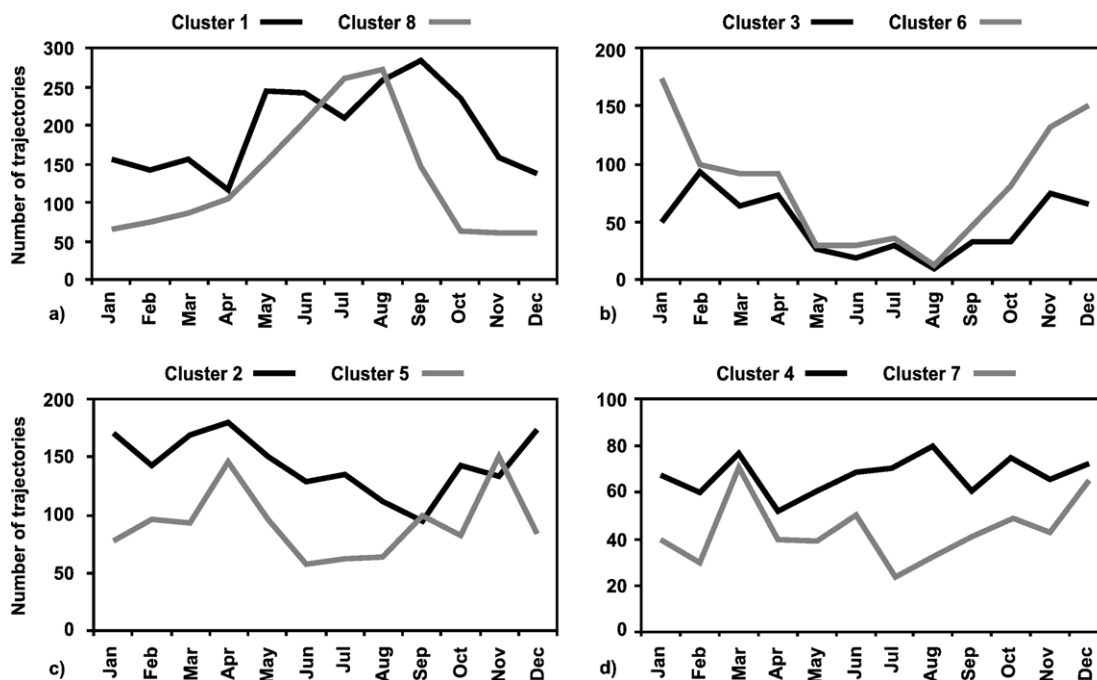 Cluster 1 Cluster 8
Number of trajectories
300
250
200
150
100
50
0
Jan Feb Mar Apr May Jun Jul Aug Sep Oct Nov Dec
a)
Cluster 3 Cluster 6
200
150
100
50
0
Jan Feb Mar Apr May Jun Jul Aug Sep Oct Nov Dec
b)
Cluster 2 Cluster 5
Number of trajectories
200
150
100
50
0
Jan Feb Mar Apr May Jun Jul Aug Sep Oct Nov Dec
c)
Cluster 4 Cluster 7
100
80
60
40
20
0
Jan Feb Mar Apr May Jun Jul Aug Sep Oct Nov Dec
d)